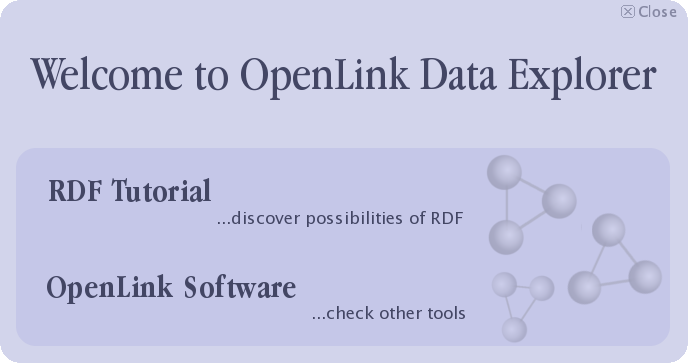 Close
Welcome to OpenLink Data Explorer
RDF Tutorial
...discover possibilities of RDF
OpenLink Software
...check other tools